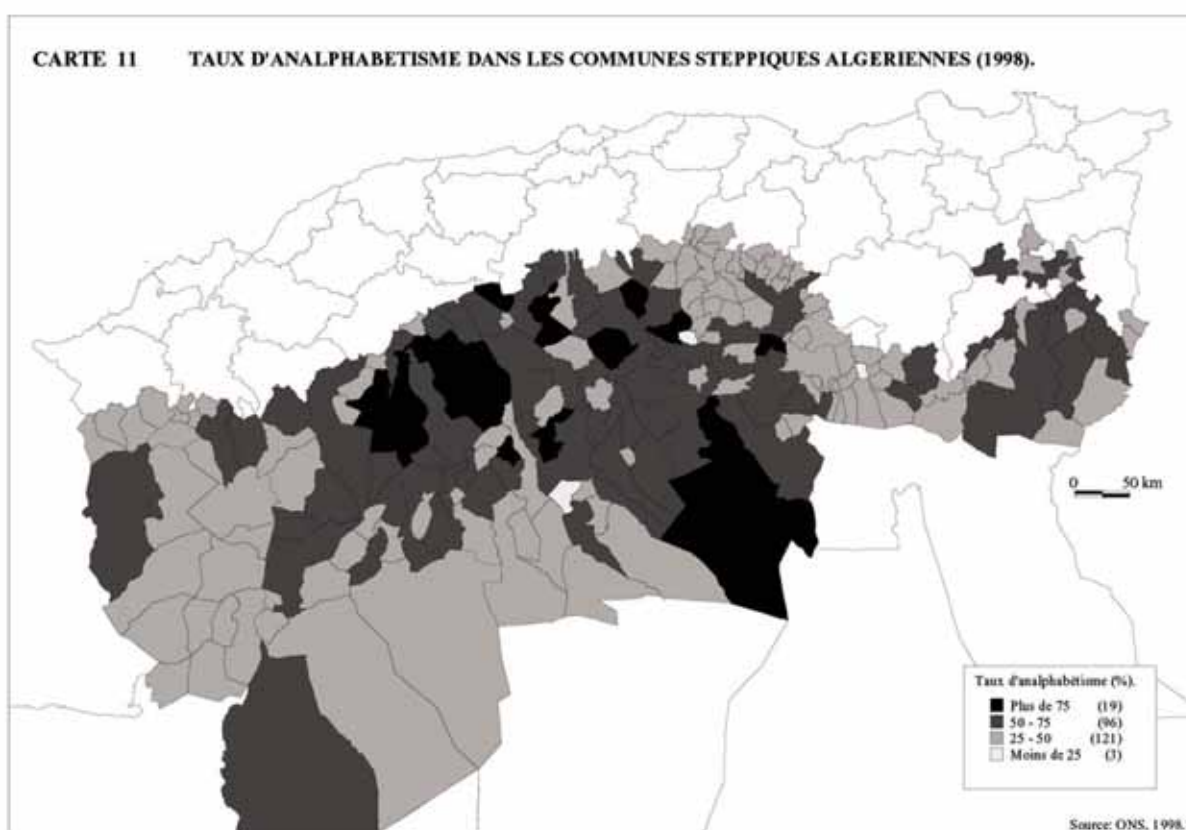 CARTE 11 TAUX D'ANALPHABETISME DANS LES COMMUNES STEPPIQUES ALGERIENNES (1998).
0 50 km
Taux d'analphabétisme (%).
Plus de 75 (19)
50 - 75 (96)
25 - 50 (121)
Moins de 25 (3)
Source: ONS, 1998.